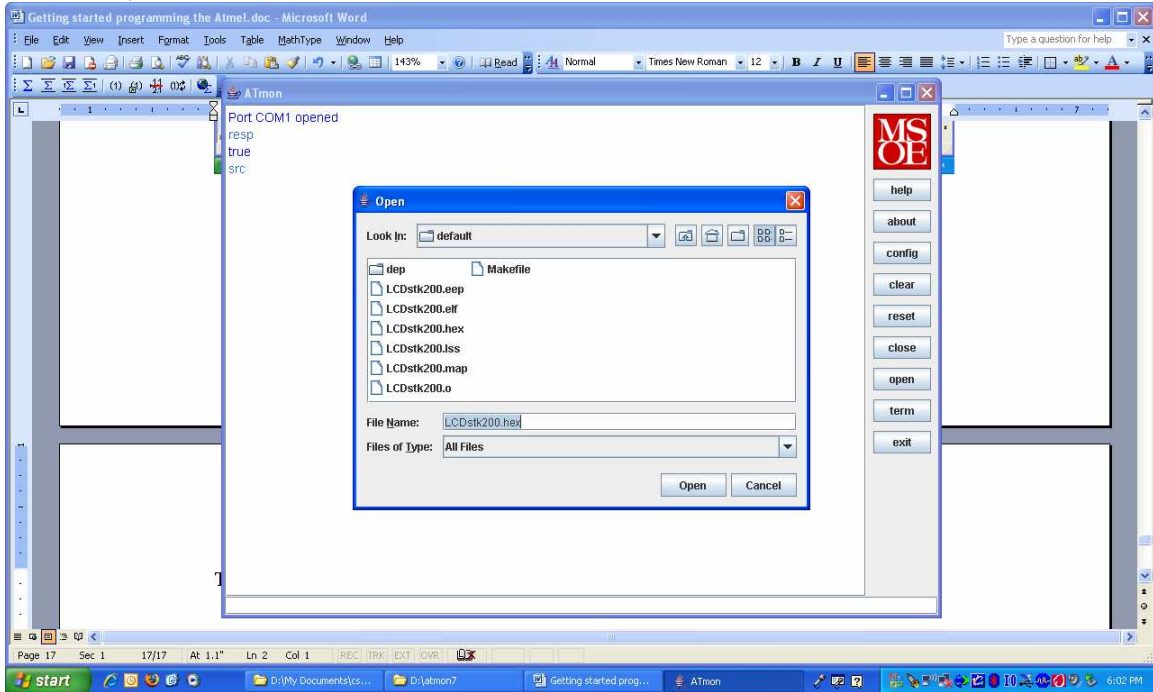 Getting started programming the Atmel.doc - Microsoft Word
File Edit View Insert Format Tools Table MathType Window Help
Type a question for help
143%
Read
Normal
Times New Roman
12
B I U
ATmon
Port COM1 opened
resp
true
src
MSOE
help
about
config
clear
reset
close
open
term
exit
Open
Look In: default
dep
Makefile
LCDstk200.eep
LCDstk200.elf
LCDstk200.hex
LCDstk200.lss
LCDstk200.map
LCDstk200.o
File Name: LCDstk200.hex
Files of Type: All Files
Open Cancel
T
Page 17 Sec 1 17/17 At 1.1" Ln 2 Col 1 REC TRK EXT OVR
start
D:\My Documents\cs...
D:\atmon7
Getting started prog...
ATmon
6:02 PM